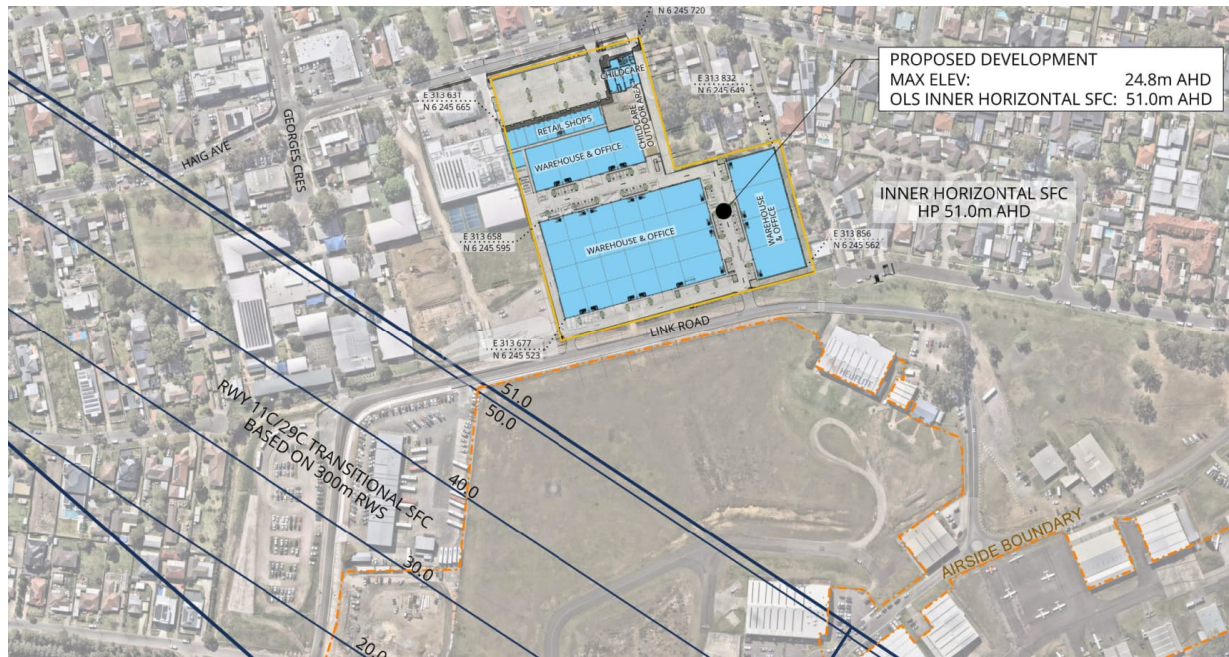 N 6 245 720
PROPOSED DEVELOPMENT
MAX ELEV: 24.8m AHD
OLS INNER HORIZONTAL SFC: 51.0m AHD
CHILDCARE
E 313 832
N 6 245 649
E 313 631
N 6 245 665
GEORGES CRES
HAIG AVE
RETAIL SHOPS
CHILDCARE
OUTDOOR AREA
WAREHOUSE & OFFICE
INNER HORIZONTAL SFC
HP 51.0m AHD
WAREHOUSE
& OFFICE
WAREHOUSE & OFFICE
E 313 658
N 6 245 595
E 313 856
N 6 245 562
LINK ROAD
E 313 677
N 6 245 523
51.0
50.0
RWY 11C/29C TRANSITIONAL SFC
BASED ON 300m RWS
40.0
30.0
20.0
AIRSIDE BOUNDARY